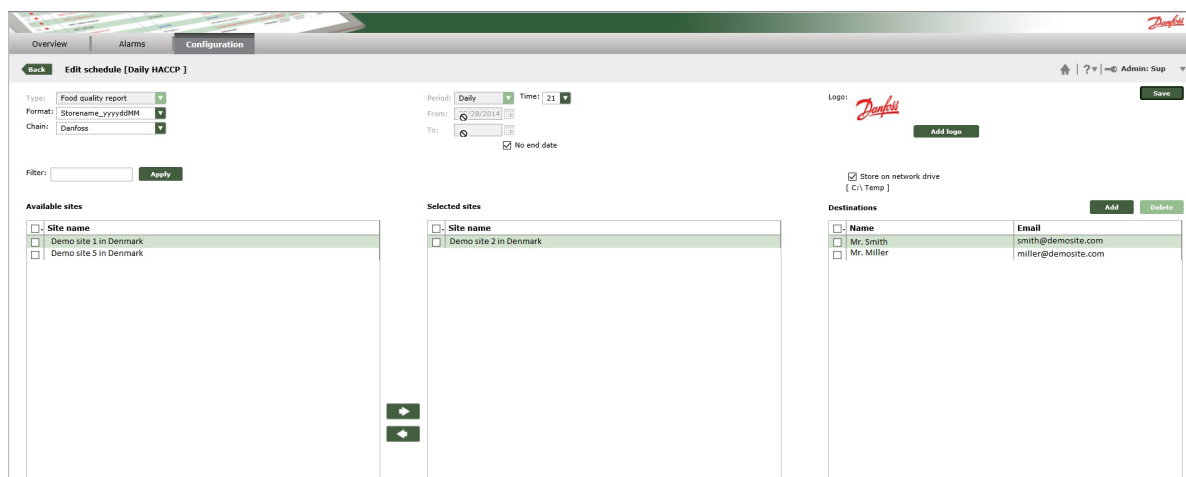 Danfoss
Overview Alarms Configuration
Back Edit schedule [Daily HACCP ] ? Admin: Sup
Type: Food quality report Period: Daily Time: 21 Logo: Danfoss Save
Format: Storename_yyyyddMM From: /28/2014
Chain: Danfoss To: Add logo
No end date
Filter: Apply Store on network drive
[ C:\ Temp ]
Available sites Selected sites Destinations Add Delete
Site name Site name Name Email
Demo site 1 in Denmark Demo site 2 in Denmark Mr. Smith smith@demosite.com
Demo site 5 in Denmark Mr. Miller miller@demosite.com